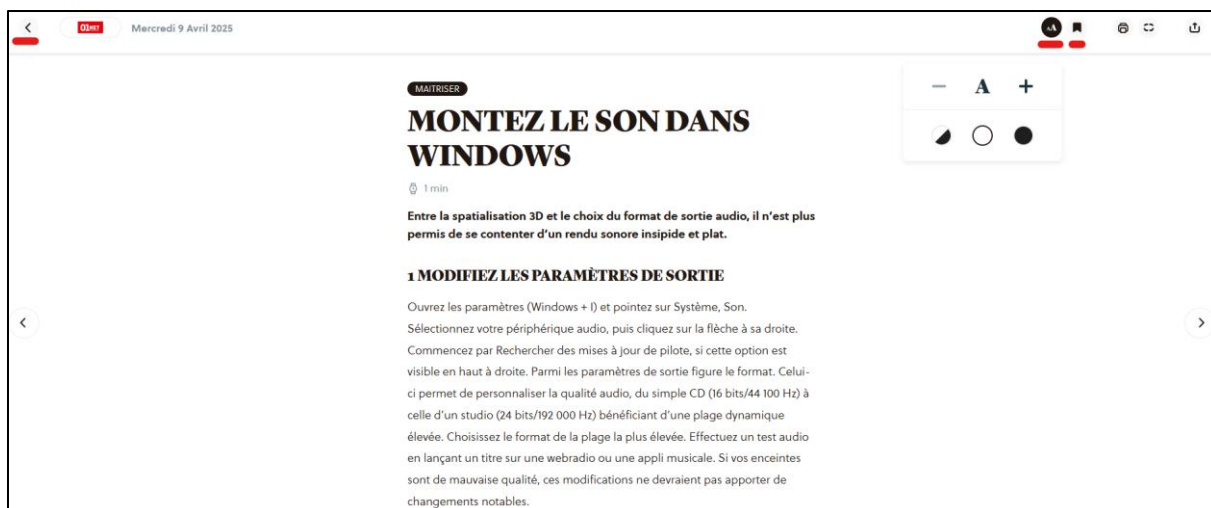 01NET
Mercredi 9 Avril 2025
AA
MAITRISER
A
MONTEZ LE SON DANS
WINDOWS
1 min
Entre la spatialisation 3D et le choix du format de sortie audio, il n'est plus
permis de se contenter d'un rendu sonore insipide et plat.
1 MODIFIEZ LES PARAMÈTRES DE SORTIE
Ouvrez les paramètres (Windows + I) et pointez sur Système, Son.
Sélectionnez votre périphérique audio, puis cliquez sur la flèche à sa droite.
Commencez par Rechercher des mises à jour de pilote, si cette option est
visible en haut à droite. Parmi les paramètres de sortie figure le format. Celui-
ci permet de personnaliser la qualité audio, du simple CD (16 bits/44 100 Hz) à
celle d'un studio (24 bits/192 000 Hz) bénéficiant d'une plage dynamique
élevée. Choisissez le format de la plage la plus élevée. Effectuez un test audio
en lançant un titre sur une webradio ou une appli musicale. Si vos enceintes
sont de mauvaise qualité, ces modifications ne devraient pas apporter de
changements notables.